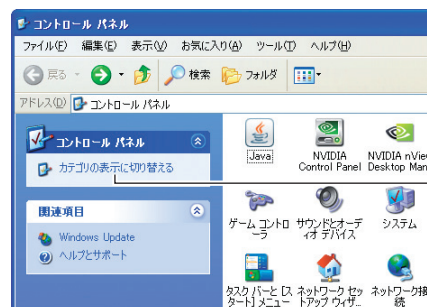 コントロール パネル
ファイル(F) 編集(E) 表示(V) お気に入り(A) ツール(T) ヘルプ(H)
戻る 検索 フォルダ
アドレス(D) コントロール パネル
コントロール パネル
カテゴリの表示に切り替える
関連項目
Windows Update
ヘルプとサポート
Java
NVIDIA
Control Panel
NVIDIA nVie
Desktop Man
ゲーム コントロ
ーラ
サウンドとオーデ
ィオ デバイス
システム
タスク バーと [ス
タート] メニュー
ネットワーク セッ
トアップ ウィザ...
ネットワーク接
続